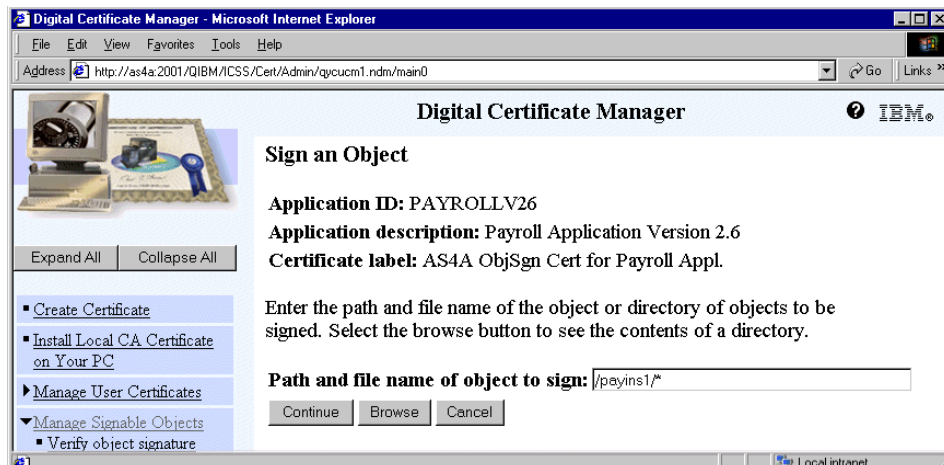 Digital Certificate Manager - Microsoft Internet Explorer
File Edit View Favorites Tools Help
Address http://as4a:2001/QIBM/ICSS/Cert/Admin/qycucm1.ndm/main0 Go Links »
Digital Certificate Manager
IBM®
Sign an Object
Application ID: PAYROLLV26
Application description: Payroll Application Version 2.6
Certificate label: AS4A ObjSgn Cert for Payroll Appl.
Expand All Collapse All
Create Certificate
Install Local CA Certificate
on Your PC
Manage User Certificates
Manage Signable Objects
Verify object signature
Enter the path and file name of the object or directory of objects to be
signed. Select the browse button to see the contents of a directory.
Path and file name of object to sign: /payins1/*
Continue Browse Cancel
Local intranet